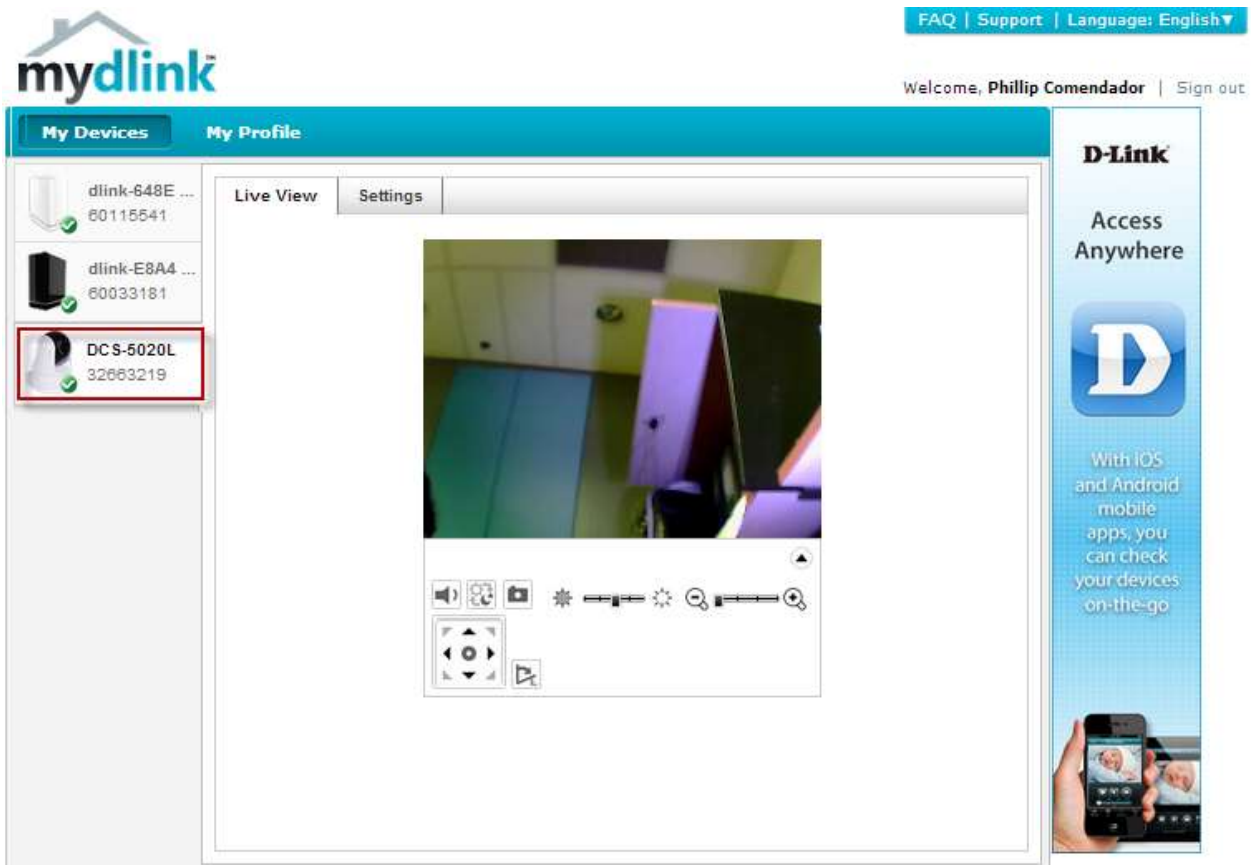 FAQ | Support | Language: English▼
mydlink™
Welcome, Phillip Comendador | Sign out
My Devices
My Profile
dlink-648E ...
60115541
dlink-E8A4 ...
60033181
DCS-5020L
32663219
Live View
Settings
D-Link
Access
Anywhere
D
With iOS
and Android
mobile
apps, you
can check
your devices
on-the-go